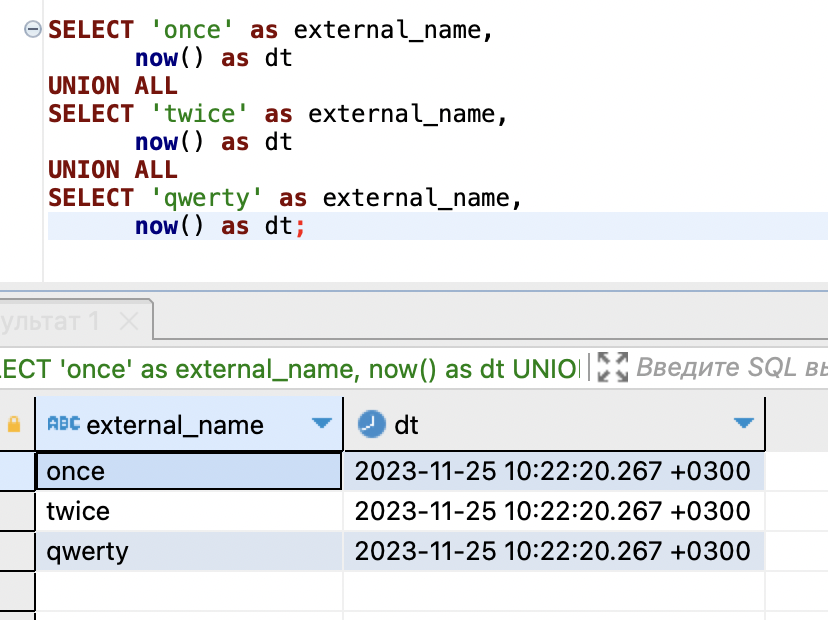 SELECT 'once' as external_name,
now() as dt
UNION ALL
SELECT 'twice' as external_name,
now() as dt
UNION ALL
SELECT 'qwerty' as external_name,
now() as dt;
ультат 1
ECT 'once' as external_name, now() as dt UNIO
Введите SQL вы
ABC external_name dt
once 2023-11-25 10:22:20.267 +0300
twice 2023-11-25 10:22:20.267 +0300
qwerty 2023-11-25 10:22:20.267 +0300